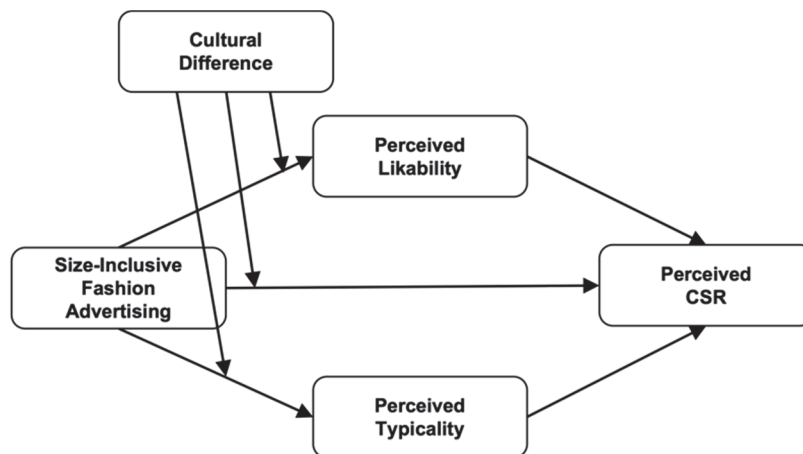 Cultural
Difference
Perceived
Likability
Size-Inclusive
Fashion
Advertising
Perceived
CSR
Perceived
Typicality